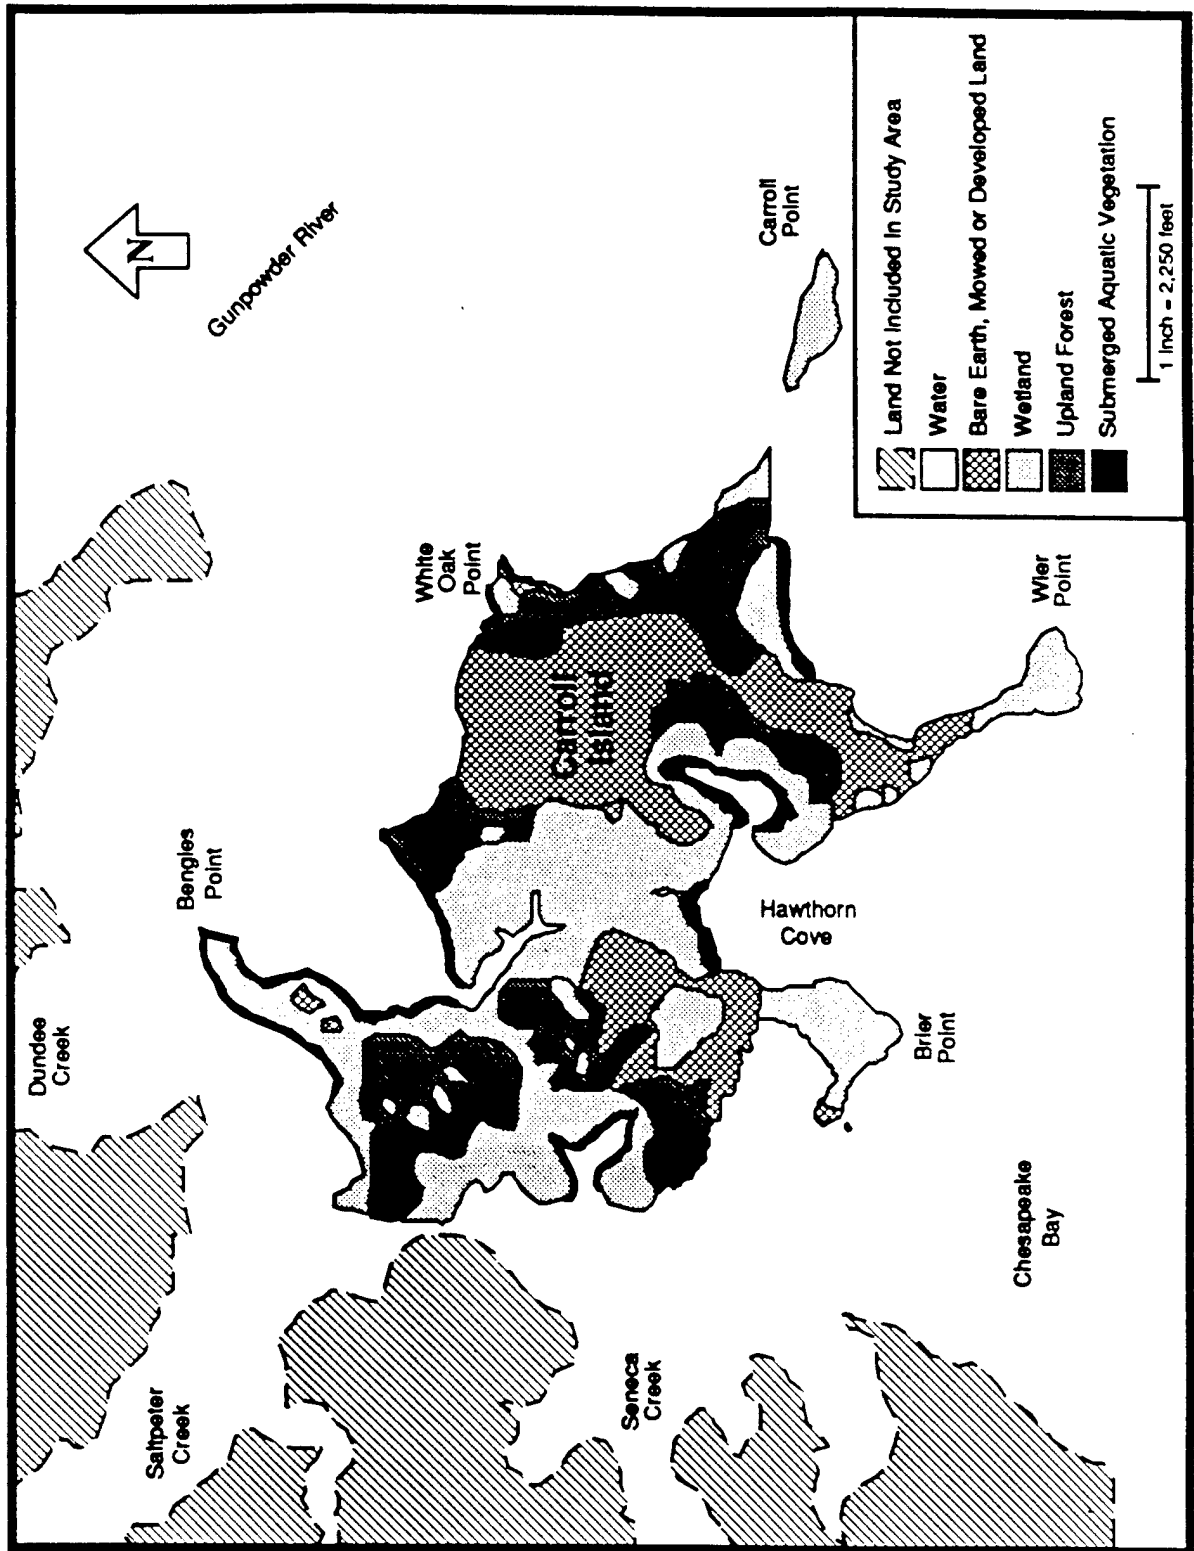 Dundee
Creek
Bengies
Point
Gunpowder River
N
Saltpeter
Creek
White
Oak
Point
Carroll
Island
Seneca
Creek
Carroll
Point
Hawthorn
Cove
Brier
Point
Wier
Point
Chesapeake
Bay
Land Not Included In Study Area
Water
Bare Earth, Mowed or Developed Land
Wetland
Upland Forest
Submerged Aquatic Vegetation
1 Inch = 2,250 feet